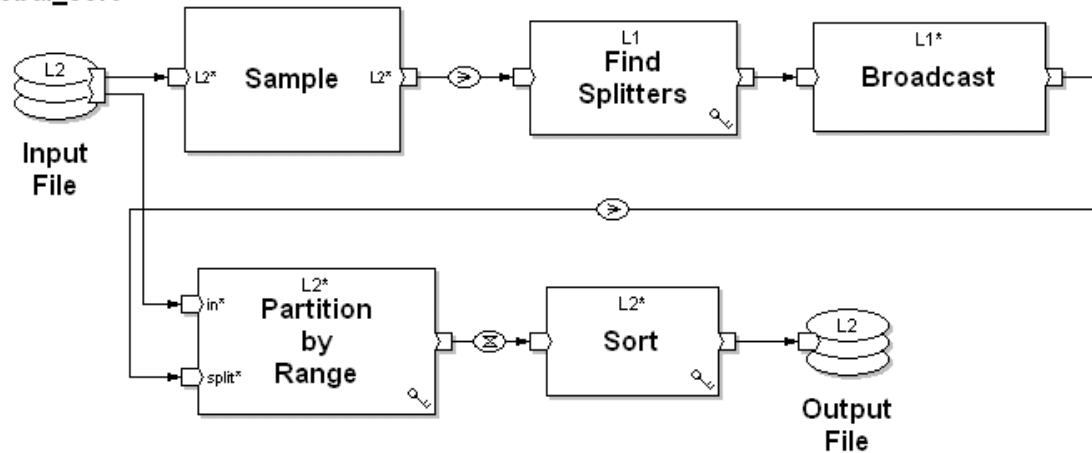 L2
L2*
Sample
L2*
L1
Find
Splitters
L1*
Broadcast
Input
File
in*
split*
L2*
Partition
by
Range
L2*
Sort
L2
Output
File